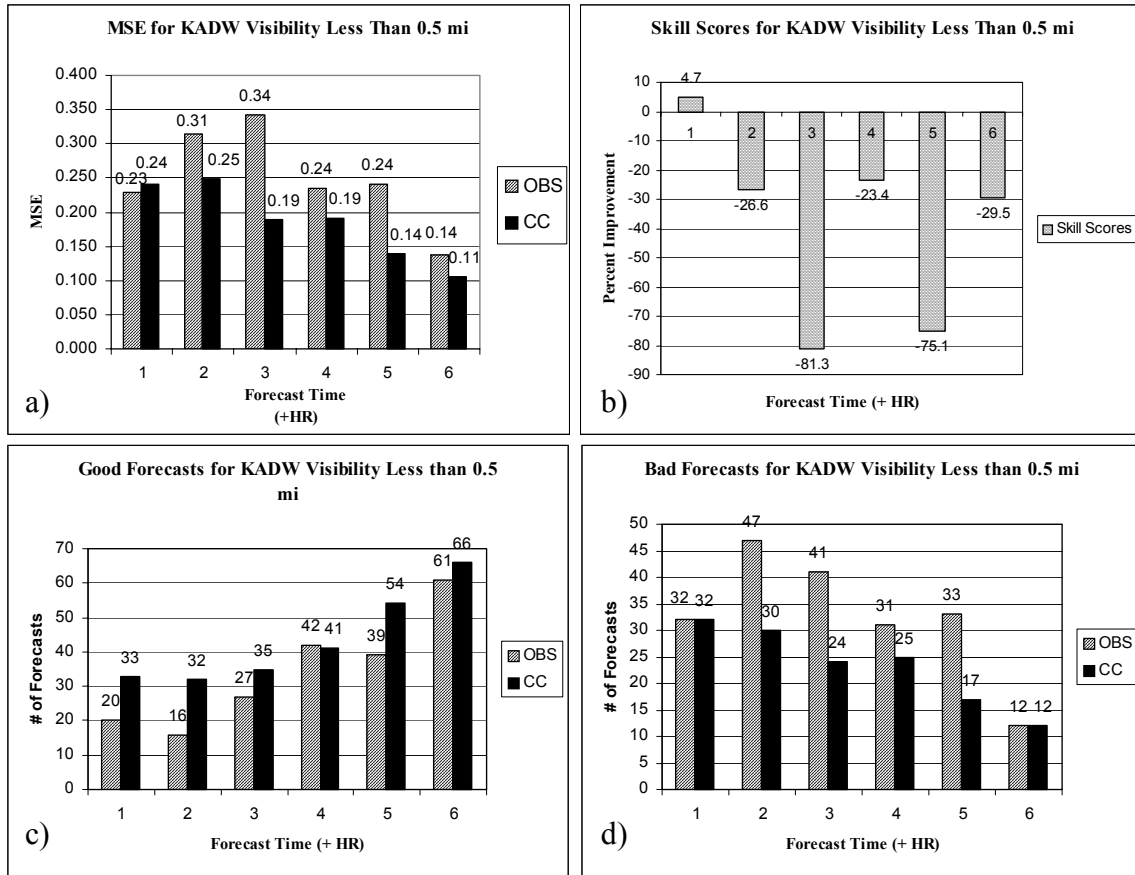 MSE for KADW Visibility Less Than 0.5 mi
0.400
0.350
0.300
0.250
0.200
0.150
0.100
0.050
0.000
MSE
0.23
0.24
0.31
0.25
0.34
0.19
0.24
0.19
0.24
0.14
0.14
0.11
1 2 3 4 5 6
Forecast Time
(+HR)
OBS
CC
a)
Skill Scores for KADW Visibility Less Than 0.5 mi
10
0
-10
-20
-30
-40
-50
-60
-70
-80
-90
Percent Improvement
4.7
1 2 3 4 5 6
-26.6
-81.3
-23.4
-75.1
-29.5
Forecast Time (+ HR)
Skill Scores
b)
Good Forecasts for KADW Visibility Less than 0.5
mi
70
60
50
40
30
20
10
0
# of Forecasts
20
33
16
32
27
35
42
41
39
54
61
66
1 2 3 4 5 6
Forecast Time (+ HR)
OBS
CC
c)
Bad Forecasts for KADW Visibility Less than 0.5 mi
50
45
40
35
30
25
20
15
10
5
0
# of Forecasts
32
32
47
30
41
24
31
25
33
17
12
12
1 2 3 4 5 6
Forecast Time (+ HR)
OBS
CC
d)